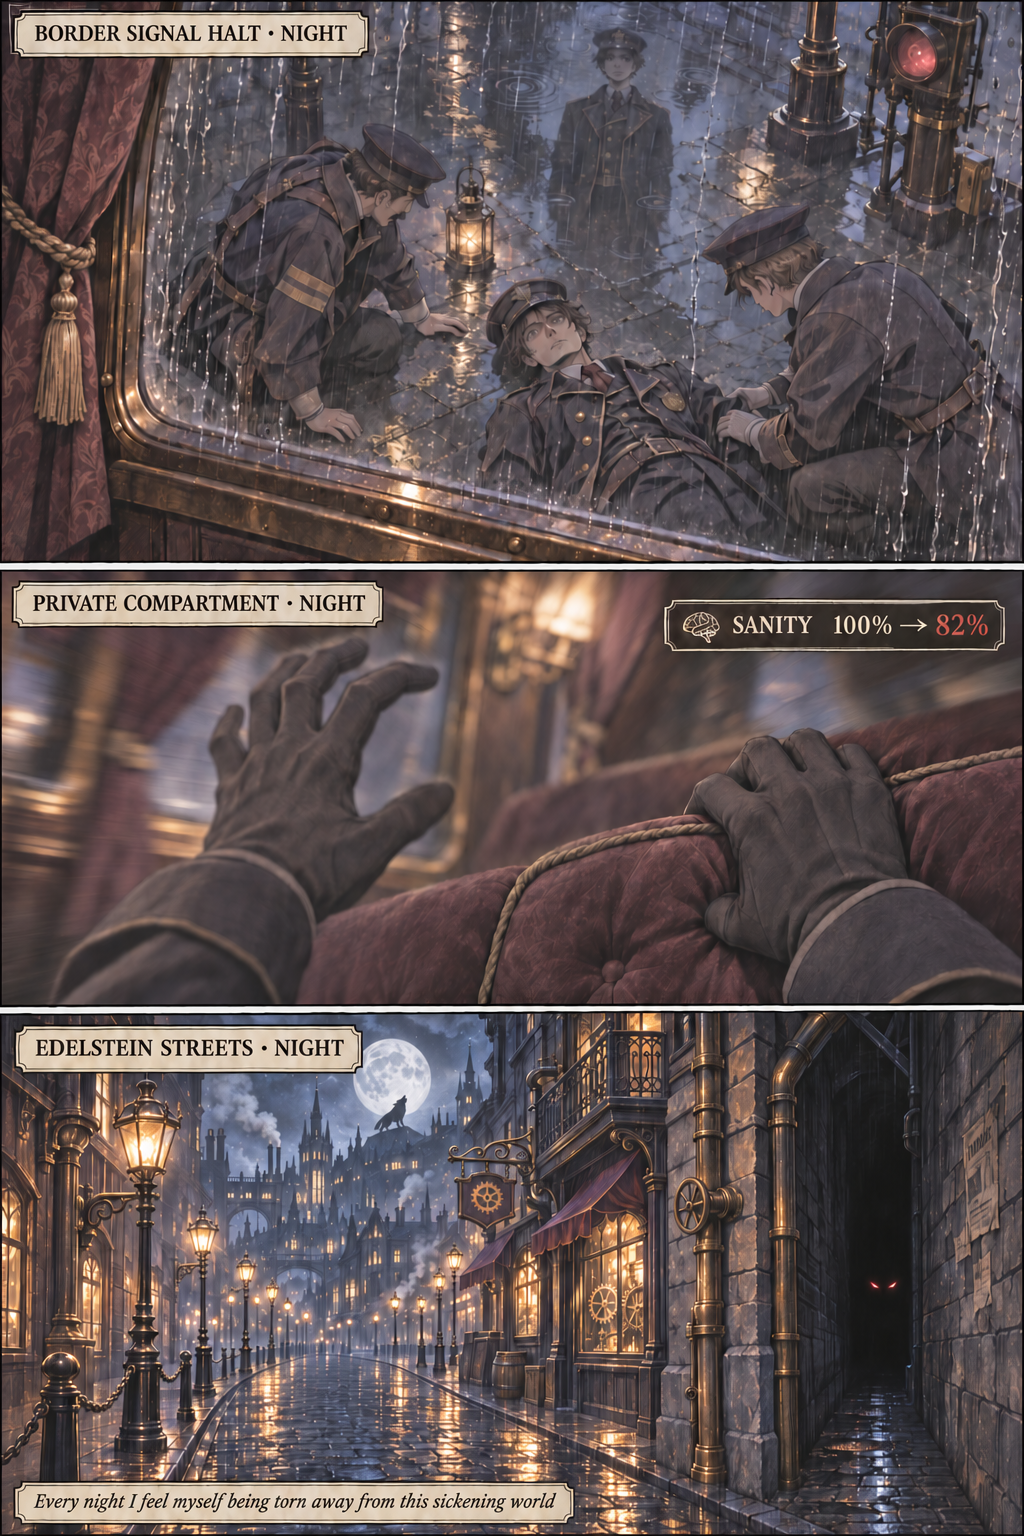 BORDER SIGNAL HALT • NIGHT
PRIVATE COMPARTMENT • NIGHT
SANITY 100% → 82%
EDELSTEIN STREETS • NIGHT
Every night I feel myself being torn away from this sickening world